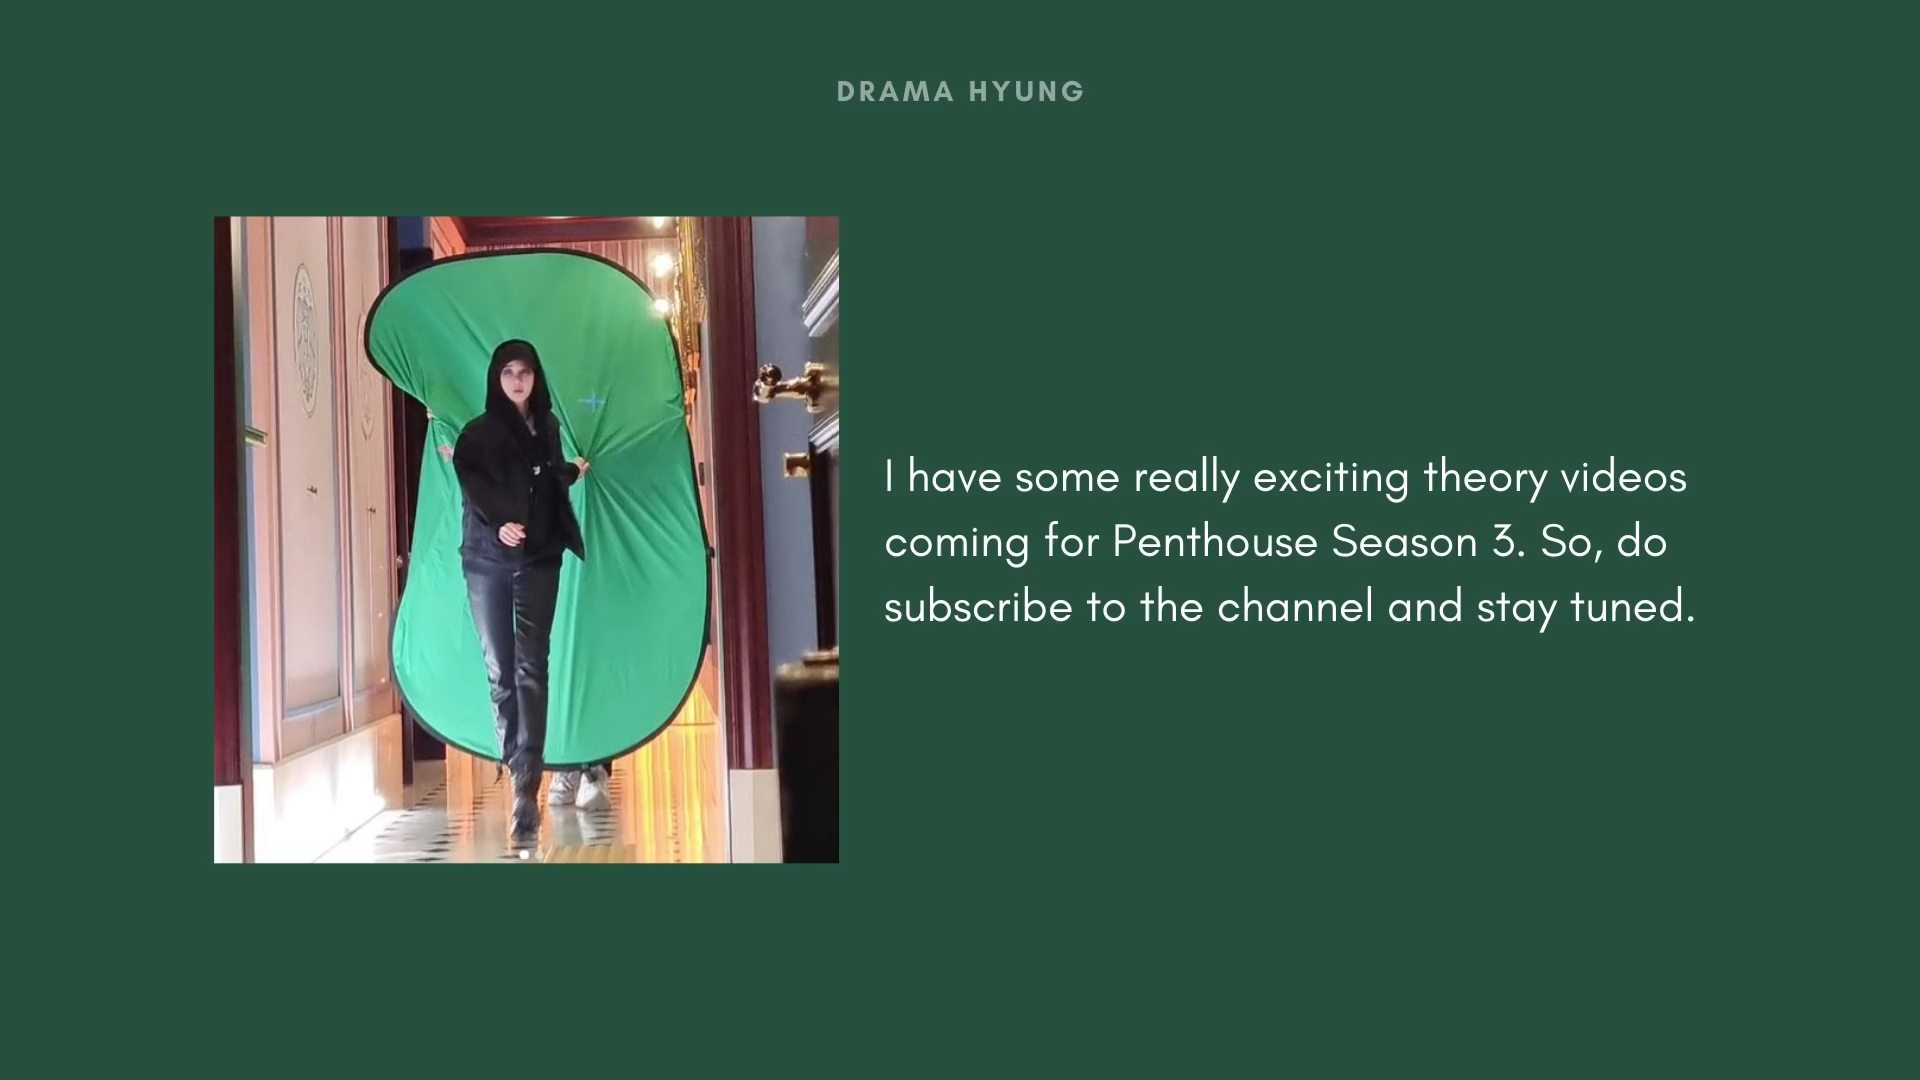 DRAMA HYUNG
I have some really exciting theory videos
coming for Penthouse Season 3. So, do
subscribe to the channel and stay tuned.